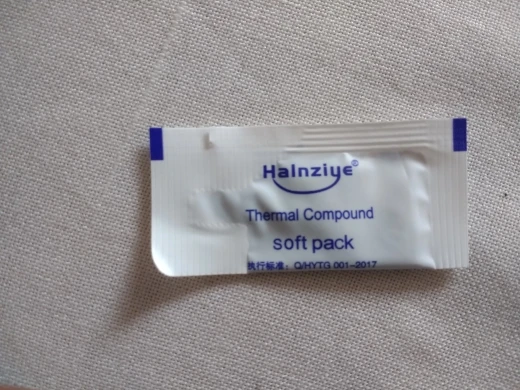 Halnziye®
Thermal Compound
soft pack
执行标准：Q/HYTG 001-2017